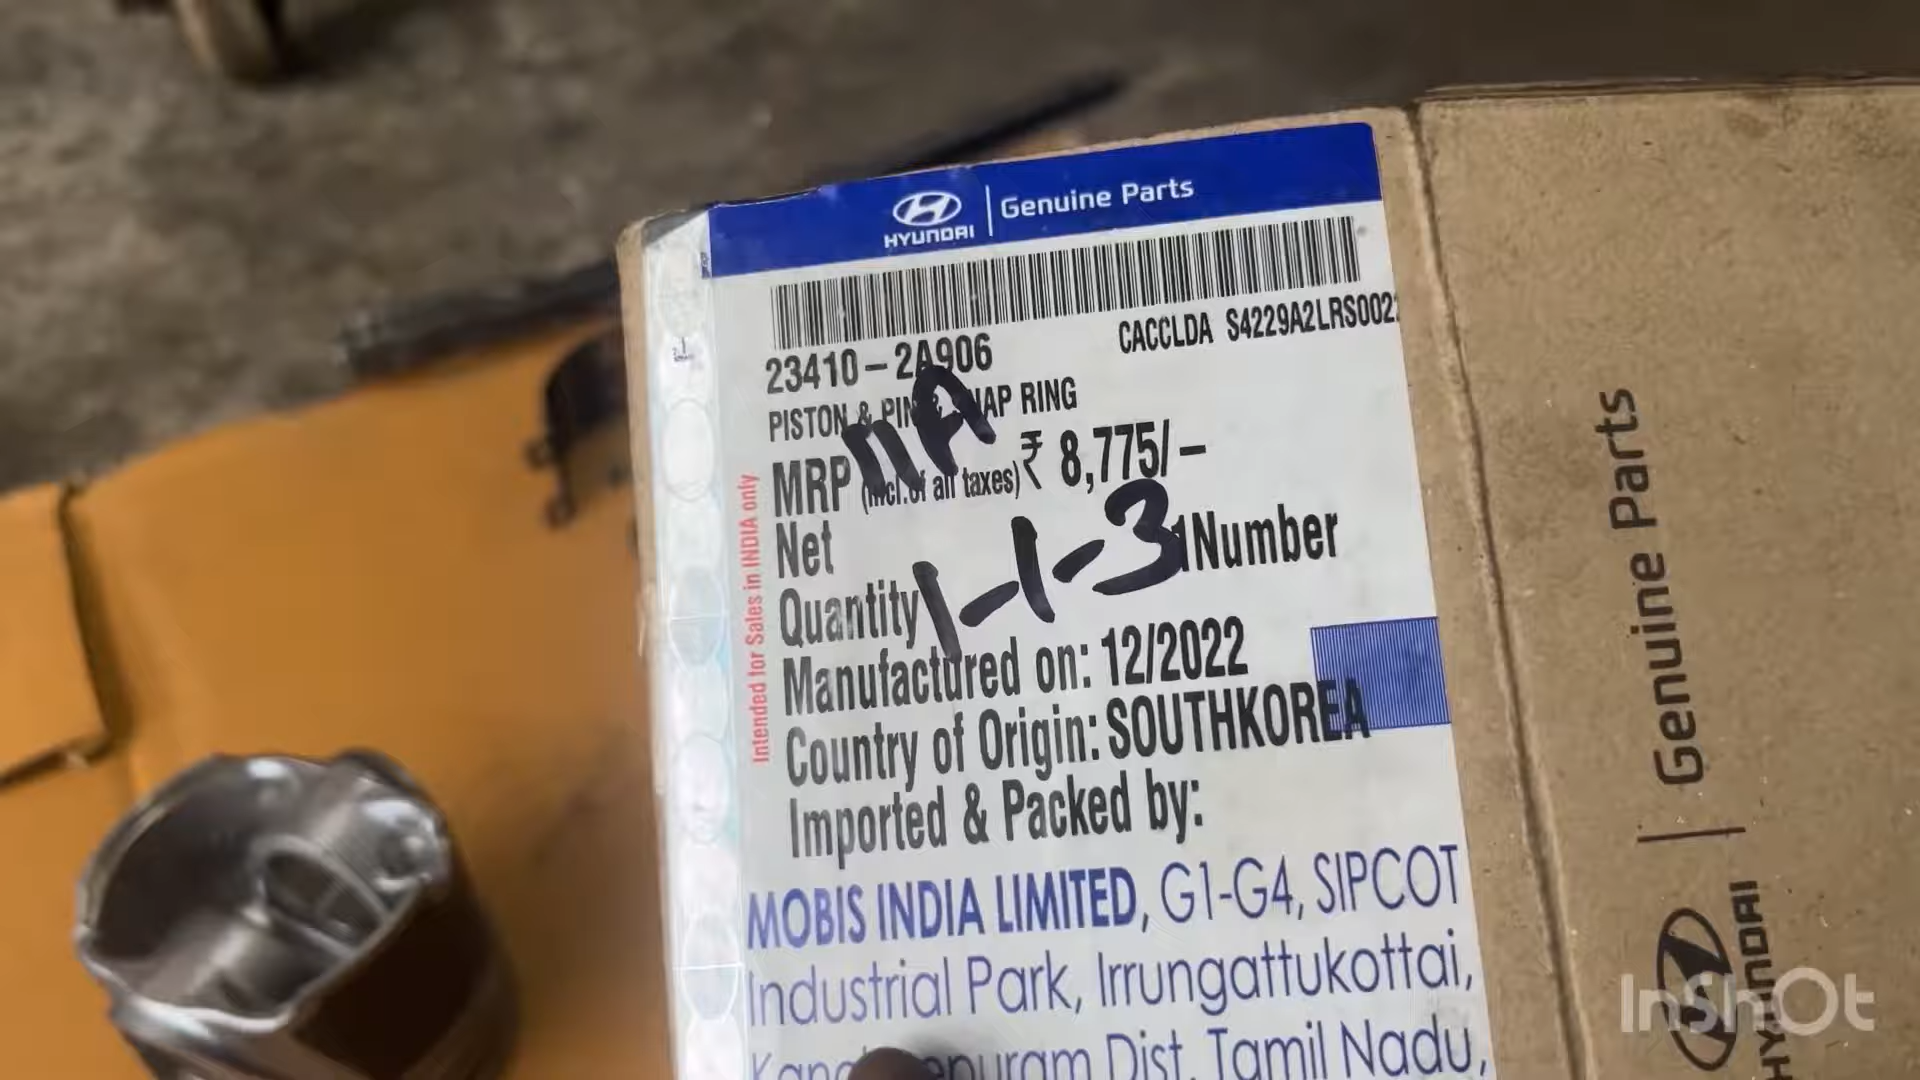 HYUNDAI | Genuine Parts
23410-2A906
CACCLDA S4229A2LRS002
PISTON & PIN & SNAP RING
11A
MRP (incl.of all taxes) ₹ 8,775/-
Net
Quantity 1Number
1-1-3
Manufactured on: 12/2022
Country of Origin: SOUTHKOREA
Imported & Packed by:
MOBIS INDIA LIMITED, G1-G4, SIPCOT
Industrial Park, Irrungattukottai,
Dist. Tamil Nadu,
Intended for Sales in INDIA only
HYUNDAI | Genuine Parts
InShOt